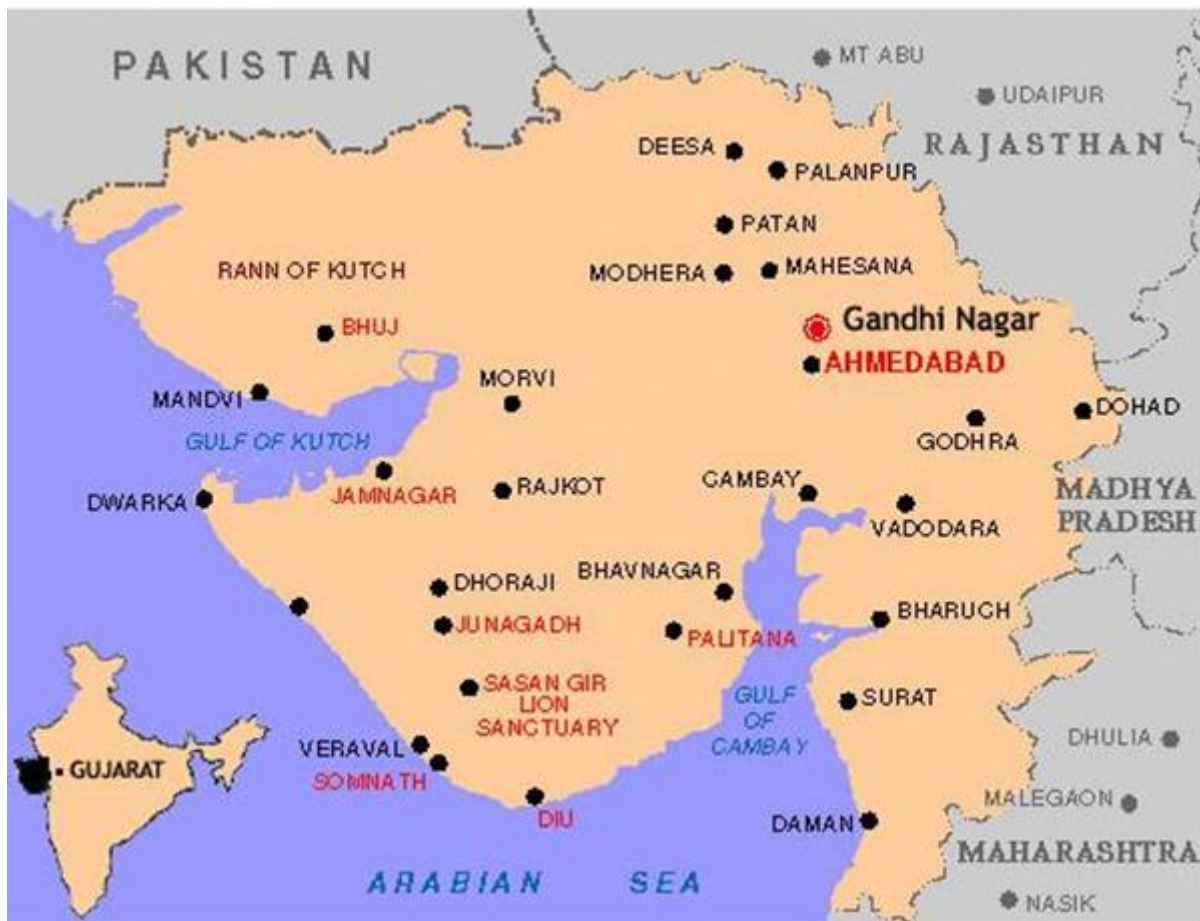 PAKISTAN
MT ABU
UDAIPUR
RAJASTHAN
DEESA
PALANPUR
PATAN
MODHERA
MAHESANA
RANN OF KUTCH
BHUJ
Gandhi Nagar
AHMEDABAD
MANDVI
MORVI
DOHAD
GODHRA
GULF OF KUTCH
JAMNAGAR
RAJKOT
CAMBAY
DWARKA
VADODARA
MADHYA
PRADESH
DHORAJI
BHAVNAGAR
JUNAGADH
PALITANA
BHARUCH
SASAN GIR
LION
SANCTUARY
GULF
OF
CAMBAY
SURAT
VERAVAL
SOMNATH
DHULIA
GUJARAT
DIU
MALEGAON
DAMAN
MAHARASHTRA
ARABIAN SEA
NASIK